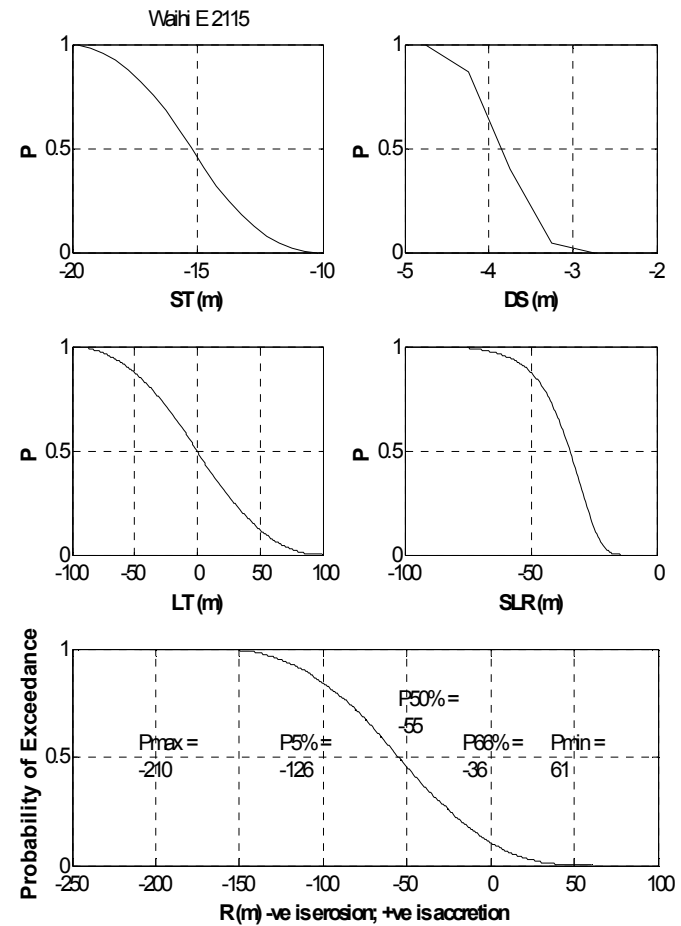 Waihi E 2115
1
0.5
0
P
-20
-15
-10
ST (m)
1
0.5
0
P
-5
-4
-3
-2
DS (m)
1
0.5
0
P
-100
-50
0
50
100
LT (m)
1
0.5
0
P
-100
-50
0
SLR (m)
1
0.5
0
Probability of Exceedance
Pmax =
-210
P5% =
-126
P50% =
-55
P66% =
-36
Pmin =
61
-250
-200
-150
-100
-50
0
50
100
R (m) -ve is erosion; +ve is accretion